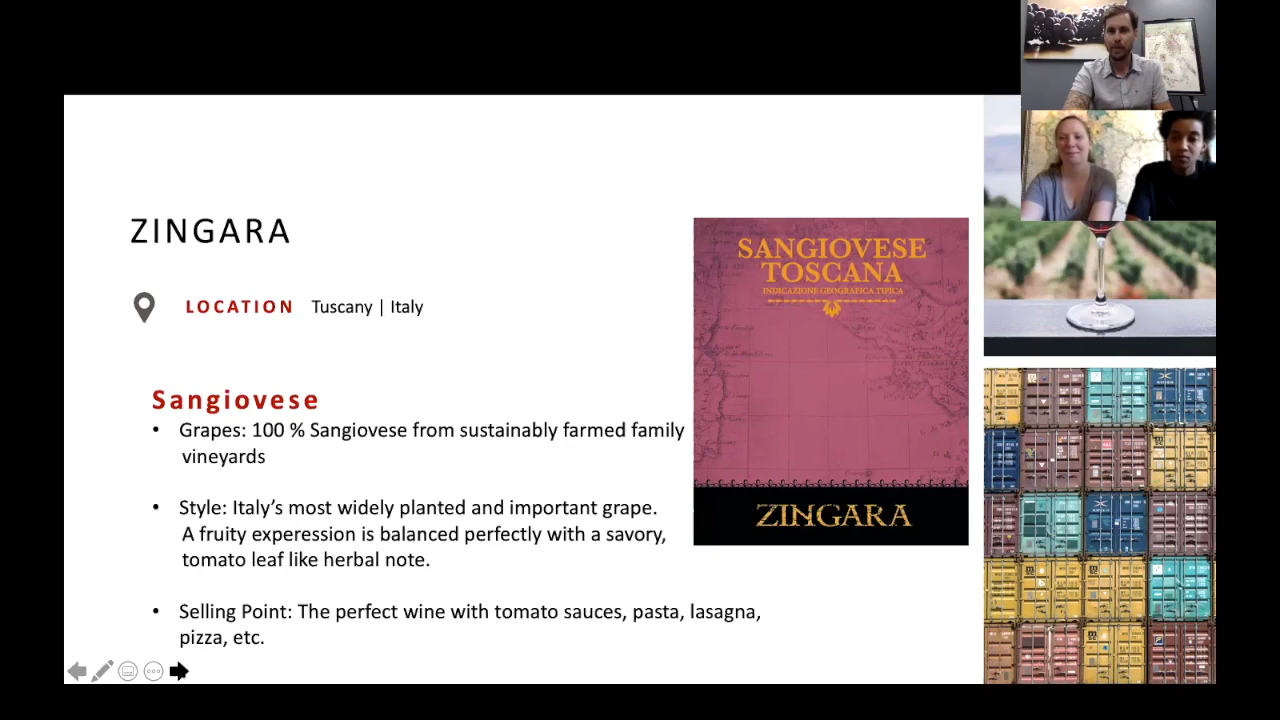 ZINGARA
LOCATION Tuscany | Italy
Sangiovese
• Grapes: 100 % Sangiovese from sustainably farmed family
vineyards
• Style: Italy's most widely planted and important grape.
A fruity experession is balanced perfectly with a savory,
tomato leaf like herbal note.
• Selling Point: The perfect wine with tomato sauces, pasta, lasagna,
pizza, etc.
SANGIOVESE
TOSCANA
INDICAZIONE GEOGRAFICA TIPICA
ZINGARA